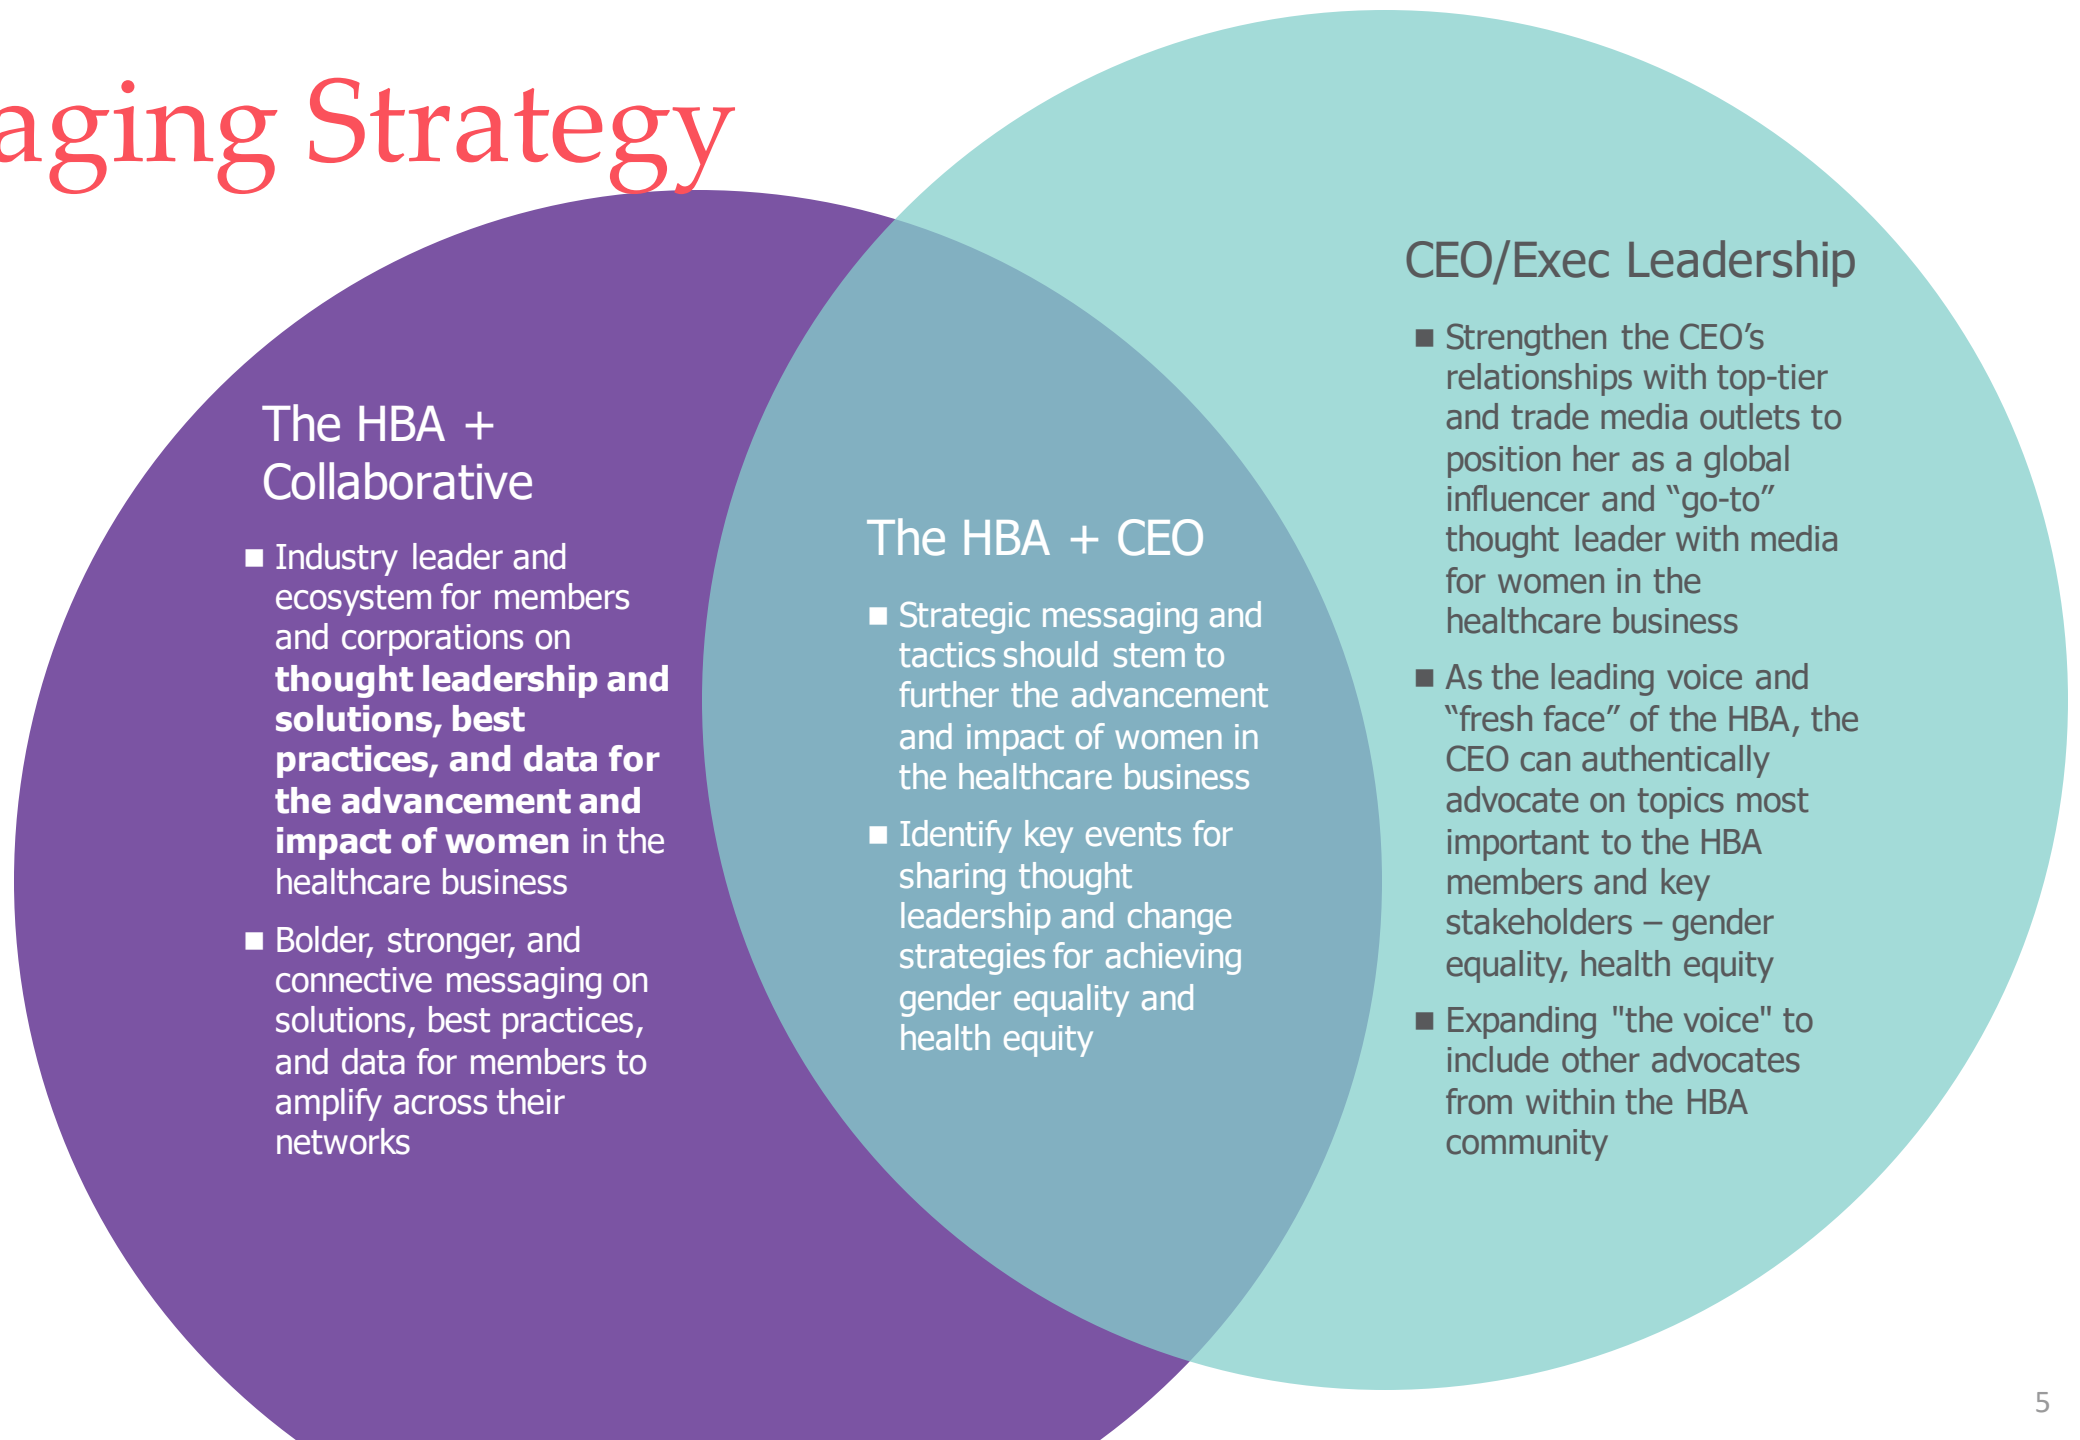 aging Strategy
The HBA +
Collaborative
■ Industry leader and
ecosystem for members
and corporations on
thought leadership and
solutions, best
practices, and data for
the advancement and
impact of women in the
healthcare business
■ Bolder, stronger, and
connective messaging on
solutions, best practices,
and data for members to
amplify across their
networks
The HBA + CEO
■ Strategic messaging and
tactics should stem to
further the advancement
and impact of women in
the healthcare business
■ Identify key events for
sharing thought
leadership and change
strategies for achieving
gender equality and
health equity
CEO/Exec Leadership
■ Strengthen the CEO’s
relationships with top-tier
and trade media outlets to
position her as a global
influencer and “go-to”
thought leader with media
for women in the
healthcare business
■ As the leading voice and
“fresh face” of the HBA, the
CEO can authentically
advocate on topics most
important to the HBA
members and key
stakeholders – gender
equality, health equity
■ Expanding "the voice" to
include other advocates
from within the HBA
community
5